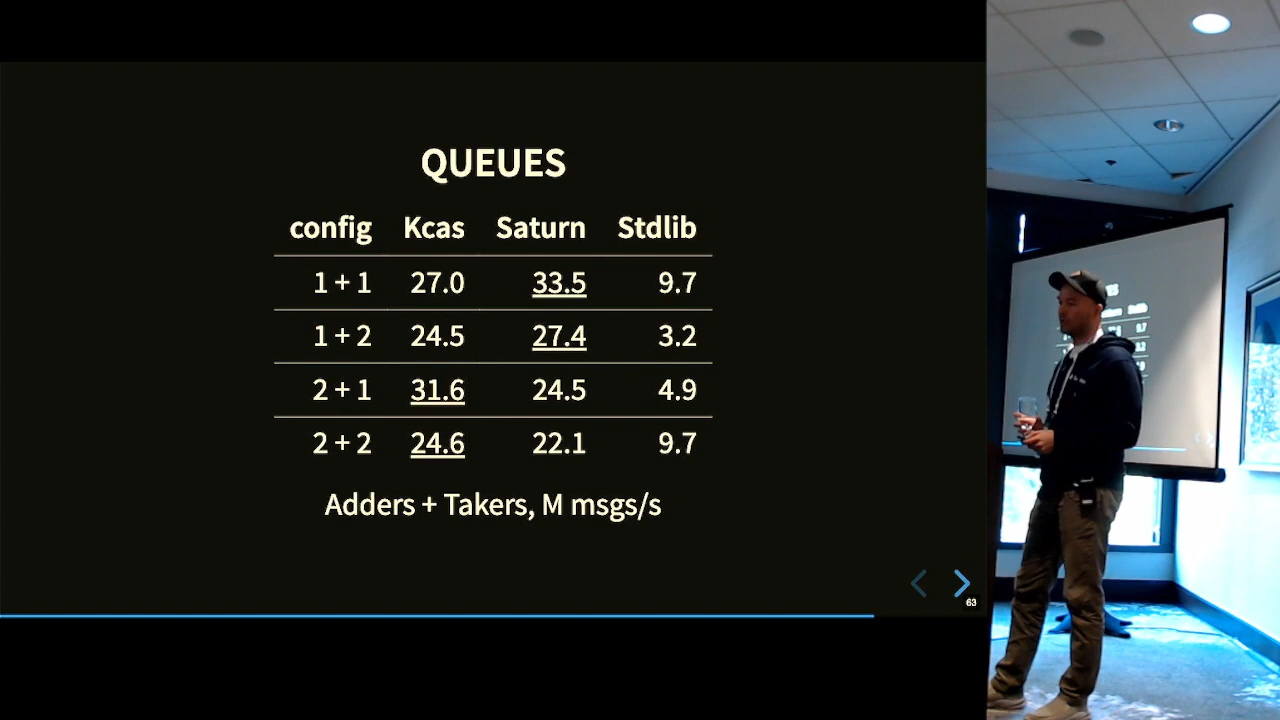 QUEUES
config Kcas Saturn Stdlib
1 + 1 27.0 33.5 9.7
1 + 2 24.5 27.4 3.2
2 + 1 31.6 24.5 4.9
2 + 2 24.6 22.1 9.7
Adders + Takers, M msgs/s
63